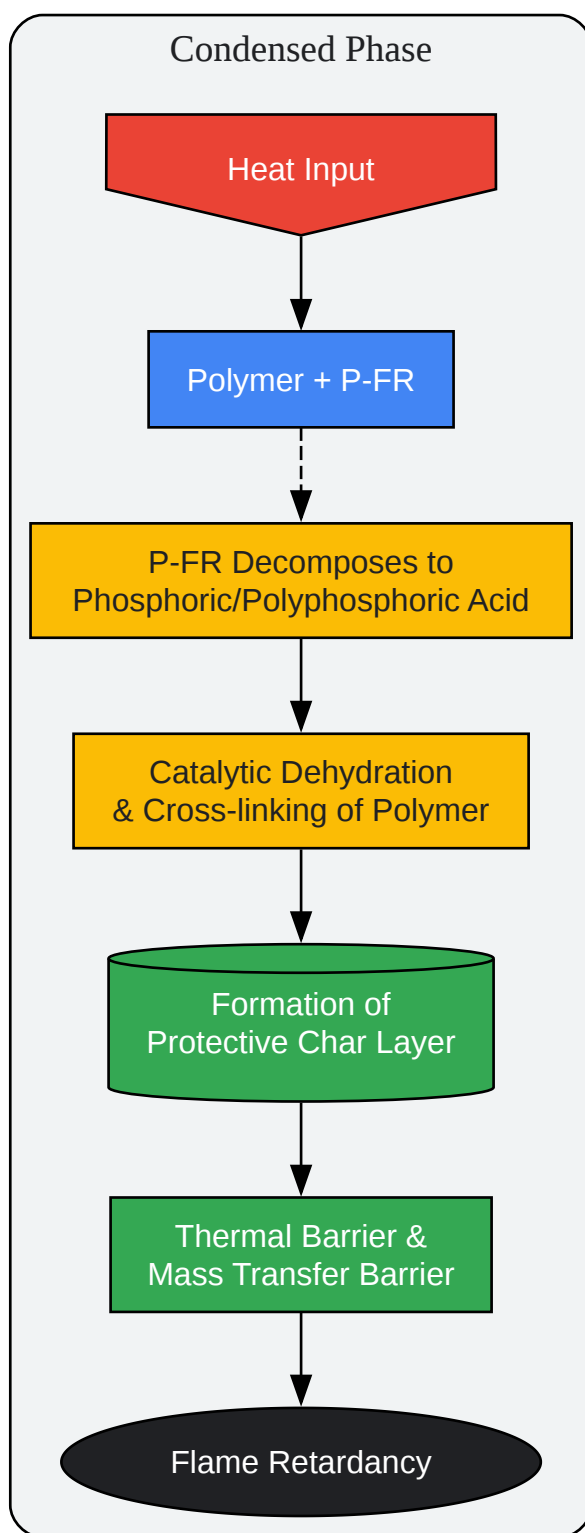 Condensed Phase
Heat Input
Polymer + P-FR
P-FR Decomposes to
Phosphoric/Polyphosphoric Acid
Catalytic Dehydration
& Cross-linking of Polymer
Formation of
Protective Char Layer
Thermal Barrier &
Mass Transfer Barrier
Flame Retardancy